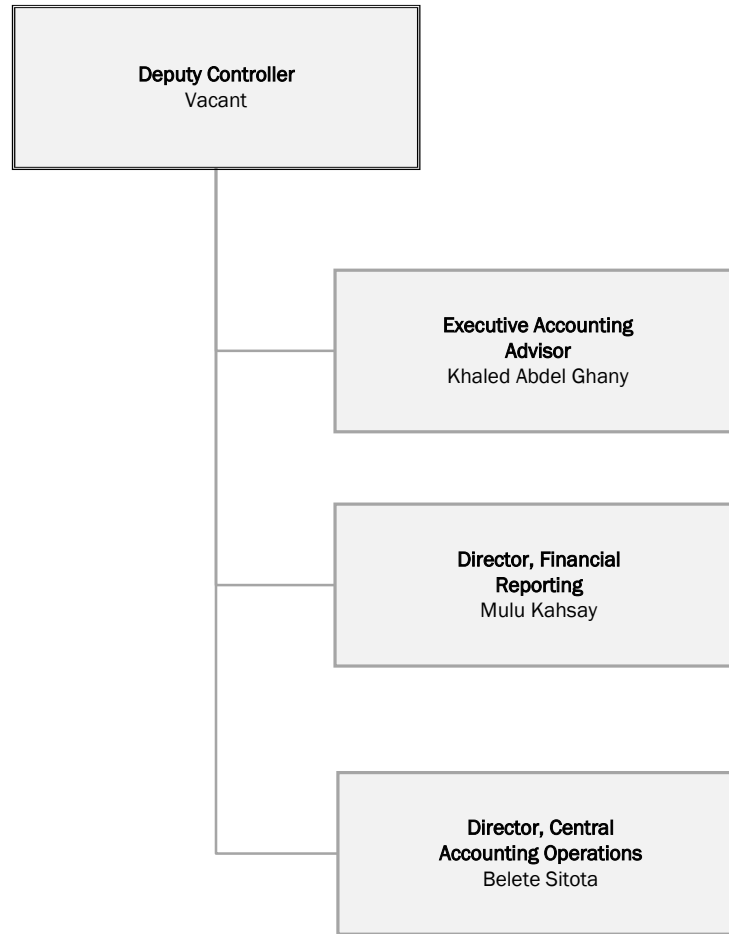 Deputy Controller
Vacant
Executive Accounting
Advisor
Khaled Abdel Ghany
Director, Financial
Reporting
Mulu Kahsay
Director, Central
Accounting Operations
Belete Sitota